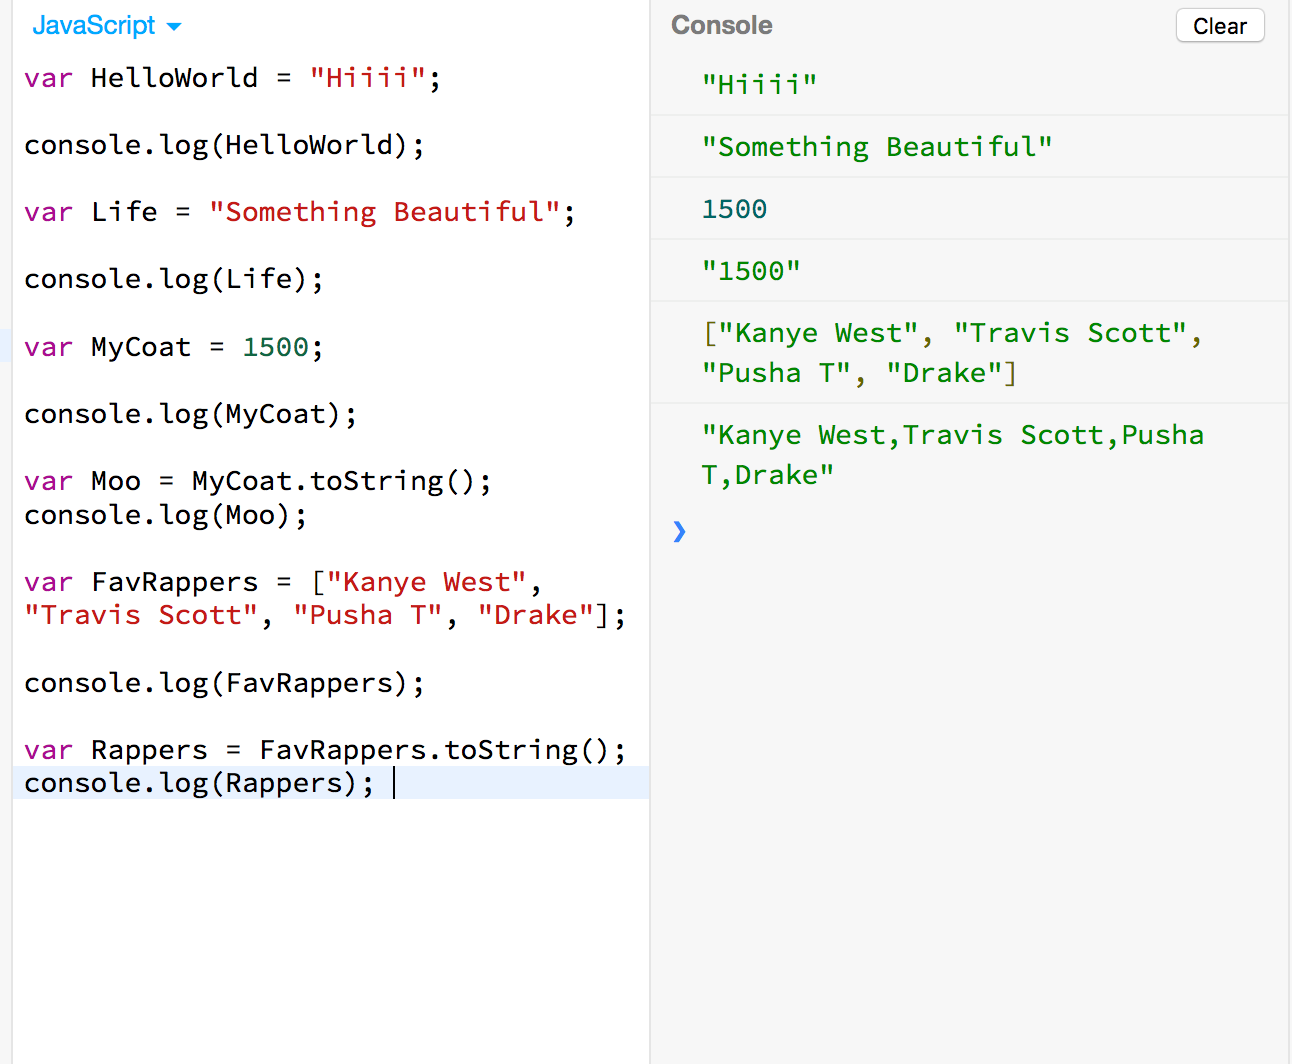 JavaScript
var HelloWorld = "Hiiii";
console.log(HelloWorld);
var Life = "Something Beautiful";
console.log(Life);
var MyCoat = 1500;
console.log(MyCoat);
var Moo = MyCoat.toString();
console.log(Moo);
var FavRappers = ["Kanye West",
"Travis Scott", "Pusha T", "Drake"];
console.log(FavRappers);
var Rappers = FavRappers.toString();
console.log(Rappers);
Console
Clear
"Hiiii"
"Something Beautiful"
1500
"1500"
["Kanye West", "Travis Scott",
"Pusha T", "Drake"]
"Kanye West,Travis Scott,Pusha
T,Drake"
❯